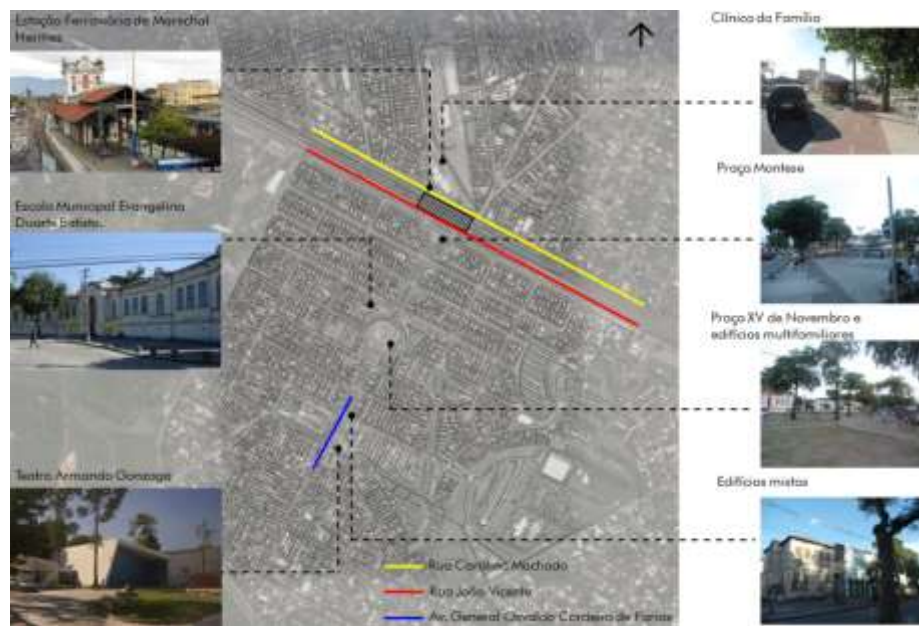 Estação Ferroviária de Marechal
Hermes
Clínica da Família
Praça Montese
Escola Municipal Evangelina
Duarte Batista.
Praça XV de Novembro e
edifícios multifamiliares
Teatro Armando Gonzaga
Edifícios mistos
Rua Carolina Machado
Rua João Vicente
Av. General Osvaldo Cordeiro de Farias